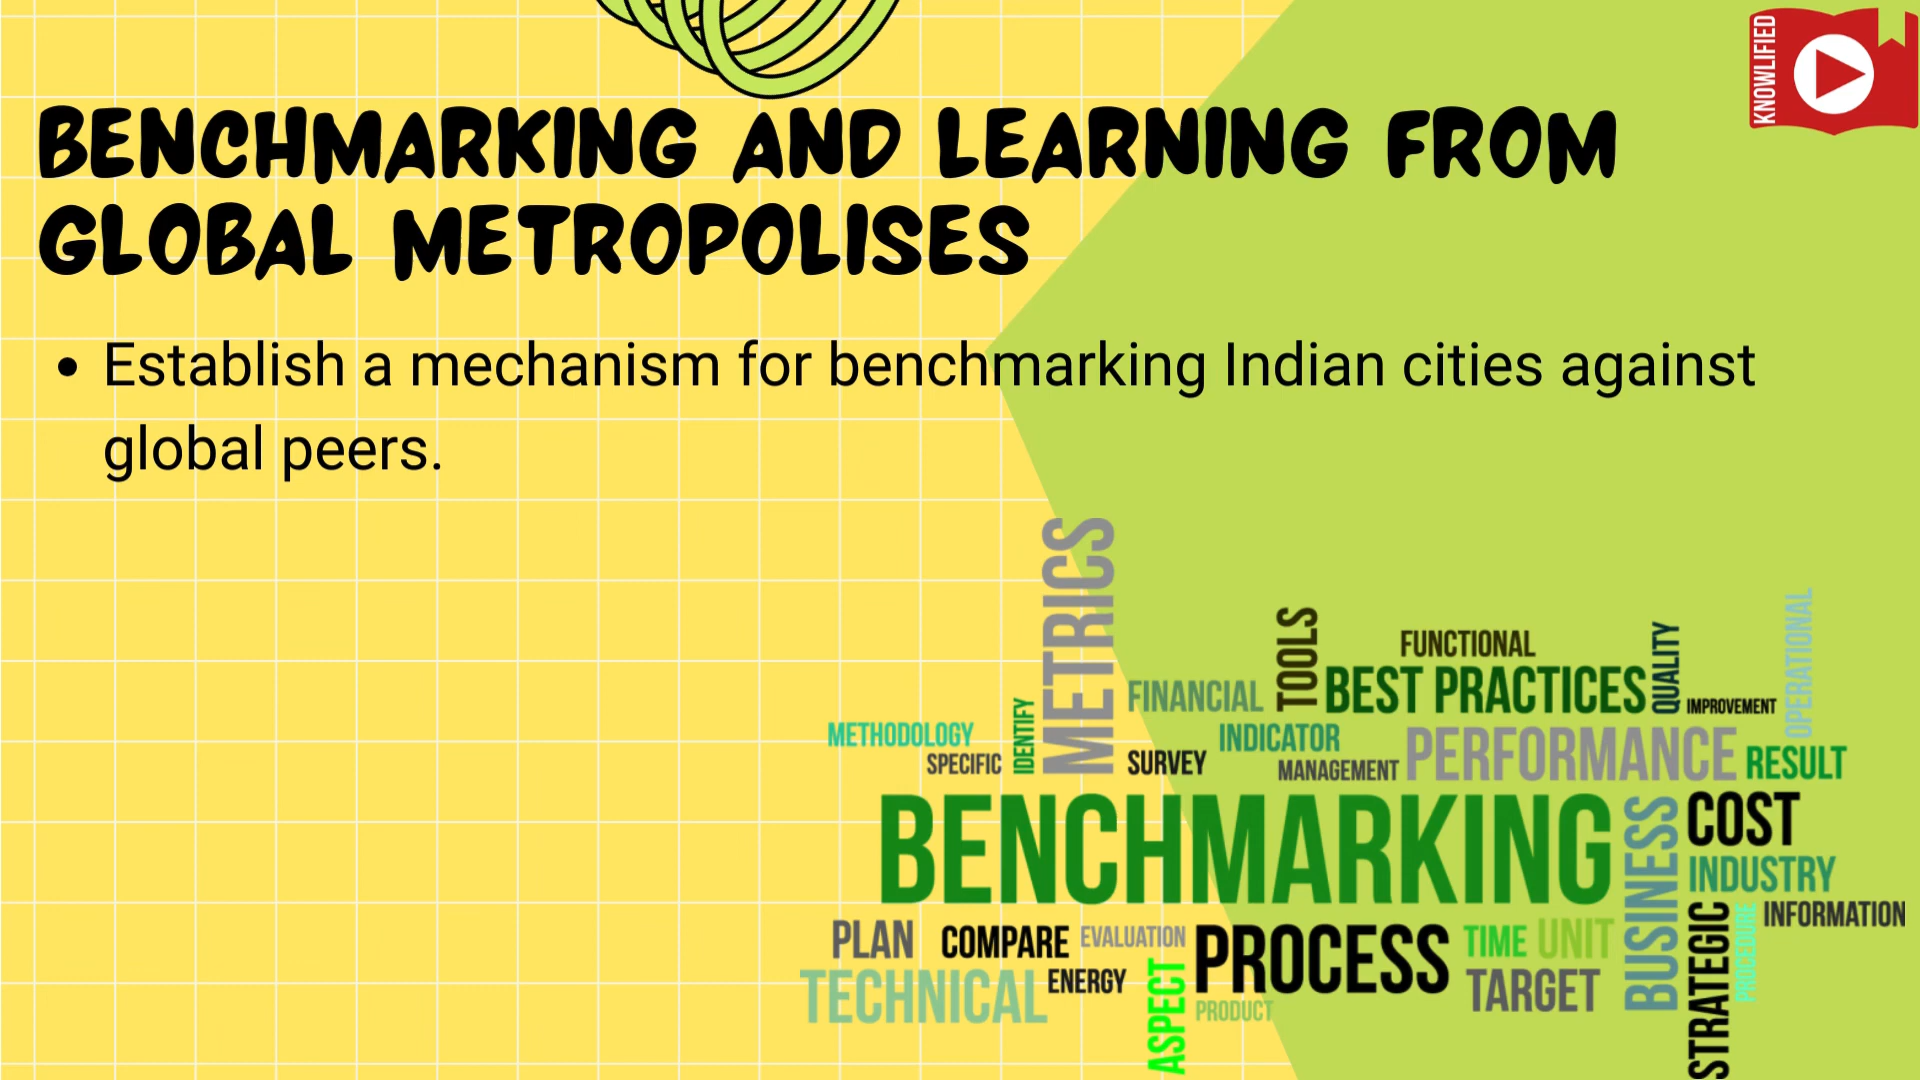 KNOWLIFIED
BENCHMARKING AND LEARNING FROM
GLOBAL METROPOLISES
• Establish a mechanism for benchmarking Indian cities against
global peers.
METRICS
TOOLS
FUNCTIONAL
QUALITY
OPERATIONAL
FINANCIAL
BEST PRACTICES
IMPROVEMENT
METHODOLOGY
IDENTIFY
INDICATOR
PERFORMANCE
SPECIFIC
SURVEY
MANAGEMENT
RESULT
BENCHMARKING
BUSINESS
COST
INDUSTRY
INFORMATION
PLAN
COMPARE
EVALUATION
PROCESS
TIME
UNIT
STRATEGIC
PROCEDURE
TECHNICAL
ENERGY
ASPECT
PRODUCT
TARGET